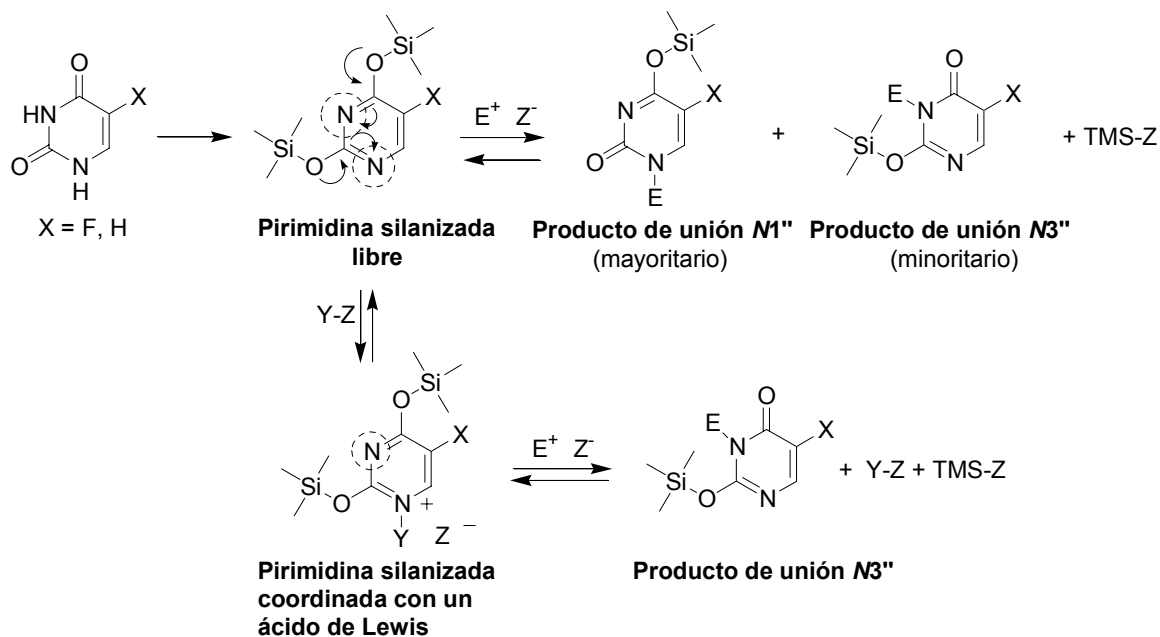 Si
O
O
X
HN
O
N
H
X = F, H
X
N
Si
O
N
Pirimidina silanizada
libre
E+ Z-
Si
O
X
N
O
N
E
Producto de unión N1"
(mayoritario)
+
O
E
N
X
Si
O
N
Producto de unión N3"
(minoritario)
+ TMS-Z
Y-Z
Si
O
X
N
Si
O
N +
Y Z −
Pirimidina silanizada
coordinada con un
ácido de Lewis
E+ Z-
O
E
N
X
Si
O
N
+ Y-Z + TMS-Z
Producto de unión N3"